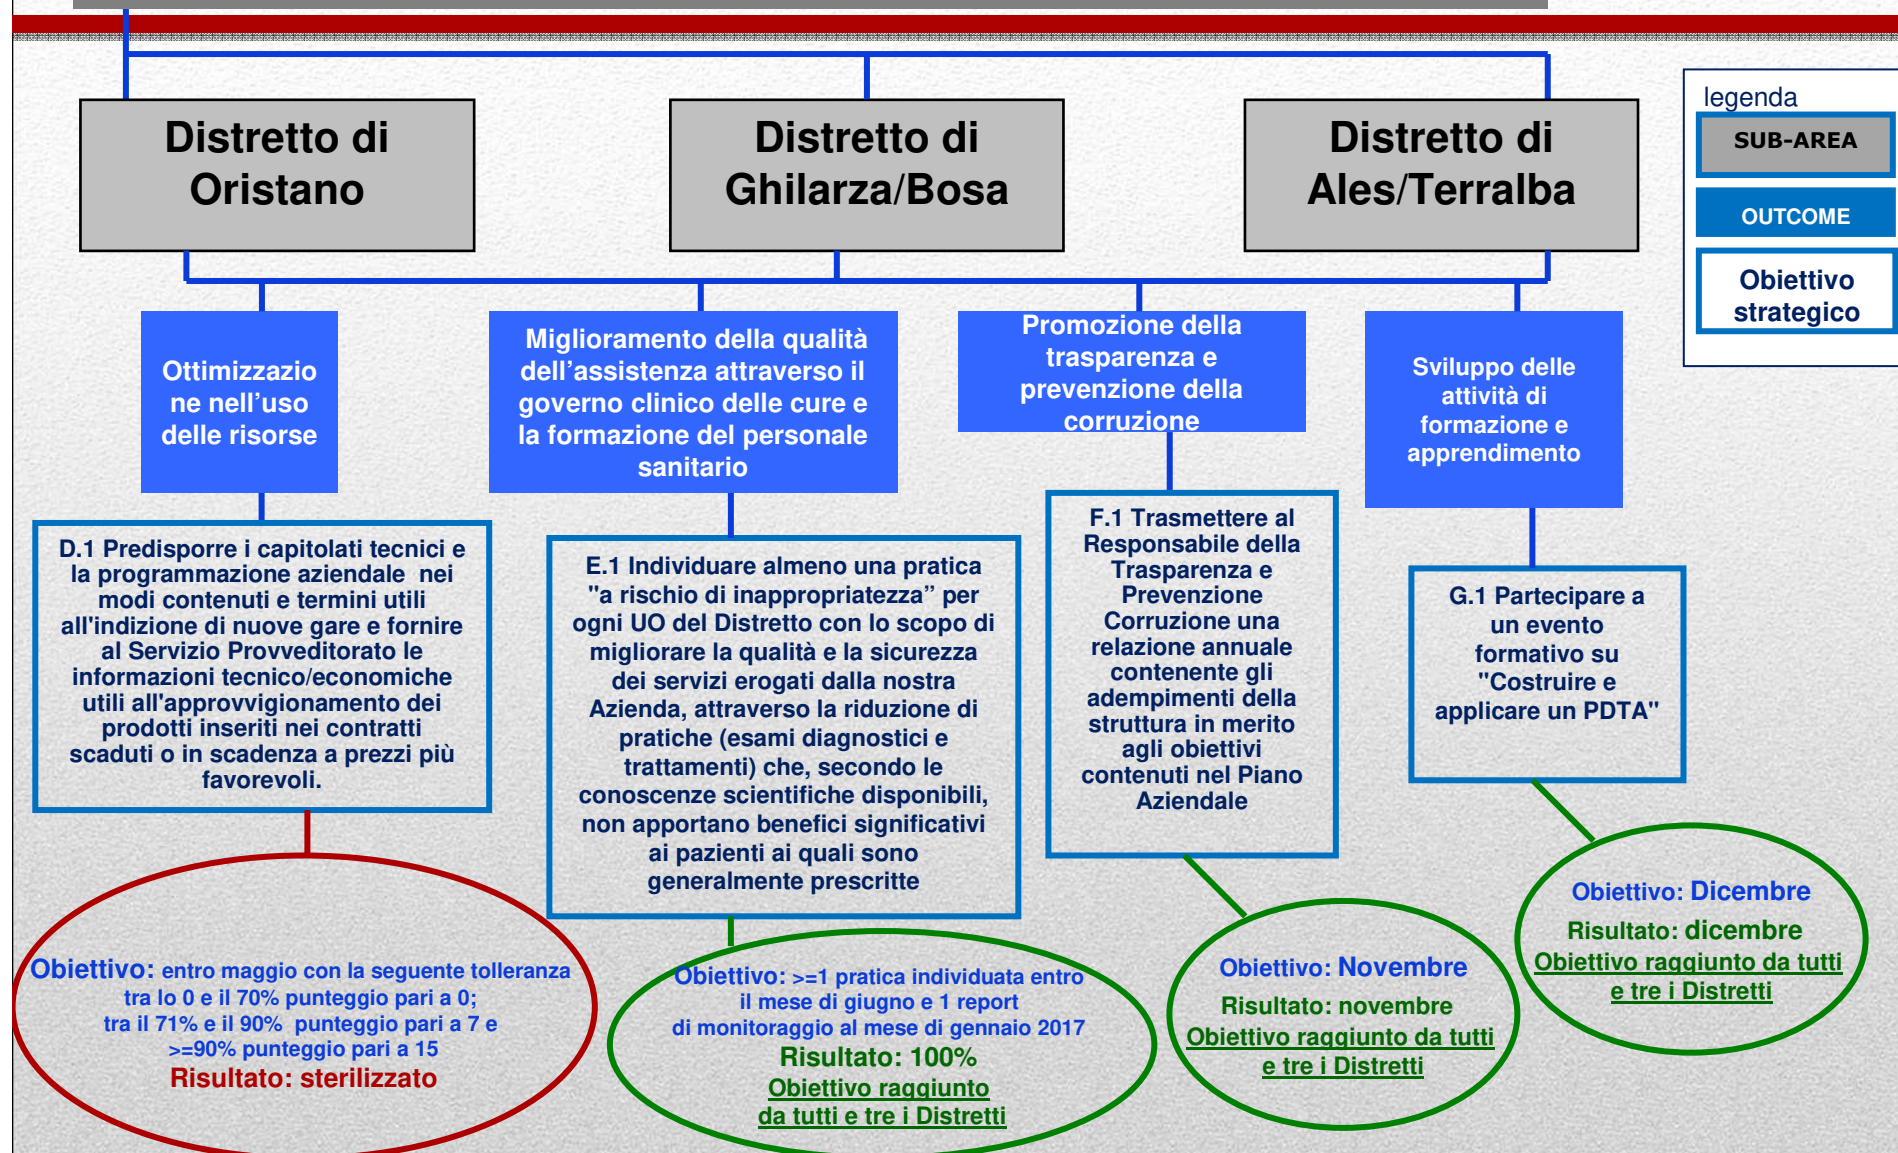 Distretto di
Oristano
Distretto di
Ghilarza/Bosa
Distretto di
Ales/Terralba
legenda
SUB-AREA
OUTCOME
Obiettivo
strategico
Ottimizzazio
ne nell'uso
delle risorse
Miglioramento della qualità
dell'assistenza attraverso il
governo clinico delle cure e
la formazione del personale
sanitario
Promozione della
trasparenza e
prevenzione della
corruzione
Sviluppo delle
attività di
formazione e
apprendimento
D.1 Predisporre i capitolati tecnici e
la programmazione aziendale nei
modi contenuti e termini utili
all'indizione di nuove gare e fornire
al Servizio Provveditorato le
informazioni tecnico/economiche
utili all'approvvigionamento dei
prodotti inseriti nei contratti
scaduti o in scadenza a prezzi più
favorevoli.
E.1 Individuare almeno una pratica
"a rischio di inappropriatezza” per
ogni UO del Distretto con lo scopo di
migliorare la qualità e la sicurezza
dei servizi erogati dalla nostra
Azienda, attraverso la riduzione di
pratiche (esami diagnostici e
trattamenti) che, secondo le
conoscenze scientifiche disponibili,
non apportano benefici significativi
ai pazienti ai quali sono
generalmente prescritte
F.1 Trasmettere al
Responsabile della
Trasparenza e
Prevenzione
Corruzione una
relazione annuale
contenente gli
adempimenti della
struttura in merito
agli obiettivi
contenuti nel Piano
Aziendale
G.1 Partecipare a
un evento
formativo su
"Costruire e
applicare un PDTA"
Obiettivo: entro maggio con la seguente tolleranza
tra lo 0 e il 70% punteggio pari a 0;
tra il 71% e il 90% punteggio pari a 7 e
>=90% punteggio pari a 15
Risultato: sterilizzato
Obiettivo: >=1 pratica individuata entro
il mese di giugno e 1 report
di monitoraggio al mese di gennaio 2017
Risultato: 100%
Obiettivo raggiunto
da tutti e tre i Distretti
Obiettivo: Novembre
Risultato: novembre
Obiettivo raggiunto da tutti
e tre i Distretti
Obiettivo: Dicembre
Risultato: dicembre
Obiettivo raggiunto da tutti
e tre i Distretti